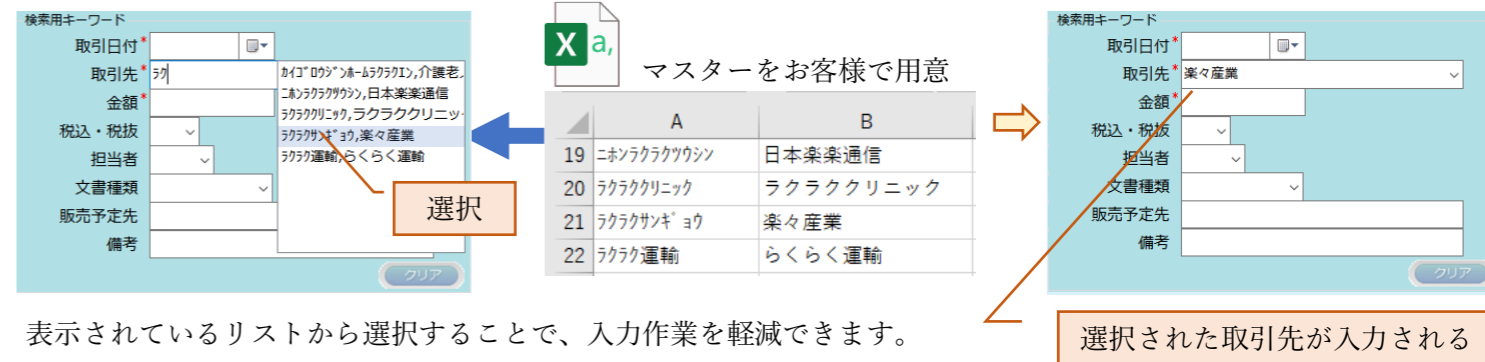 検索用キーワード
取引日付*
取引先* ﾗｸ
金額*
税込・税抜
担当者
文書種類
販売予定先
備考
クリア
ｶｲｺﾞﾛｳｼﾞﾝﾎｰﾑﾗｸﾗｸｴﾝ,介護老
ﾆﾎﾝﾗｸﾗｸﾂｳｼﾝ,日本楽楽通信
ﾗｸﾗｸｸﾘﾆｯｸ,ラクラククリニッ
ﾗｸﾗｸｻﾝｷﾞｮｳ,楽々産業
ﾗｸﾗｸ運輸,らくらく運輸
選択
X a,
マスターをお客様で用意
A B
19 ﾆﾎﾝﾗｸﾗｸﾂｳｼﾝ 日本楽楽通信
20 ﾗｸﾗｸｸﾘﾆｯｸ ラクラククリニック
21 ﾗｸﾗｸｻﾝｷﾞｮｳ 楽々産業
22 ﾗｸﾗｸ運輸 らくらく運輸
検索用キーワード
取引日付*
取引先* 楽々産業
金額*
税込・税抜
担当者
文書種類
販売予定先
備考
クリア
表示されているリストから選択することで、入力作業を軽減できます。
選択された取引先が入力される